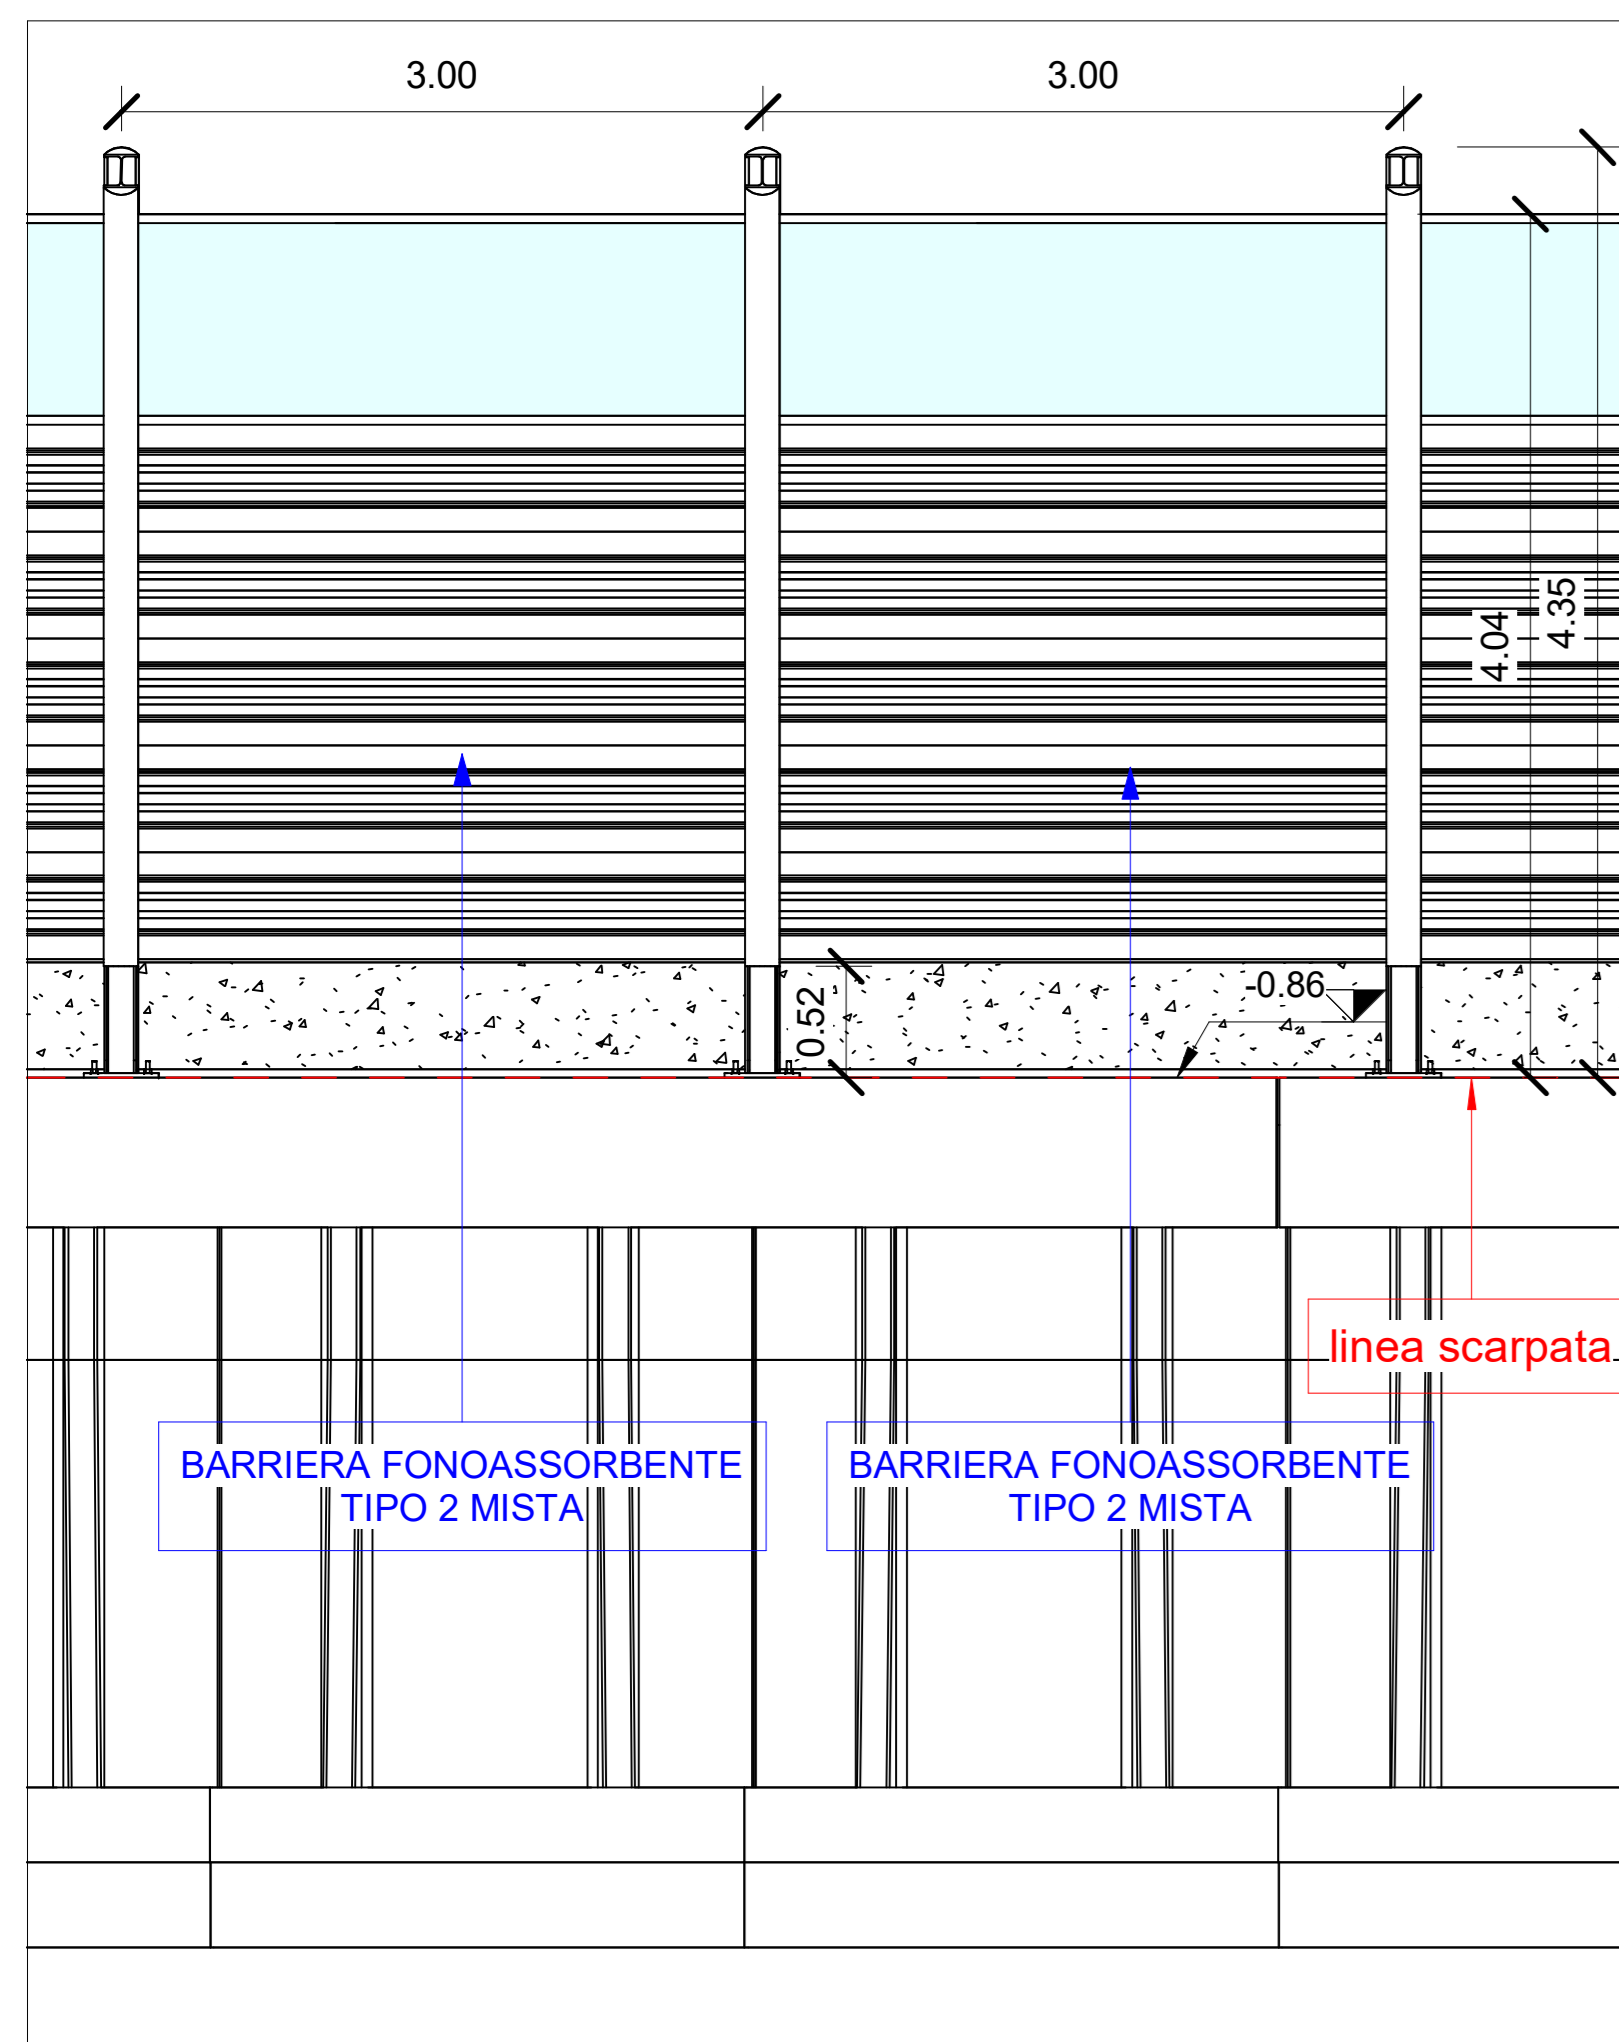 3.00
3.00
4.35
4.04
-0.86
0.52
linea scarpata
BARRIERA FONOASSORBENTE
TIPO 2 MISTA
BARRIERA FONOASSORBENTE
TIPO 2 MISTA